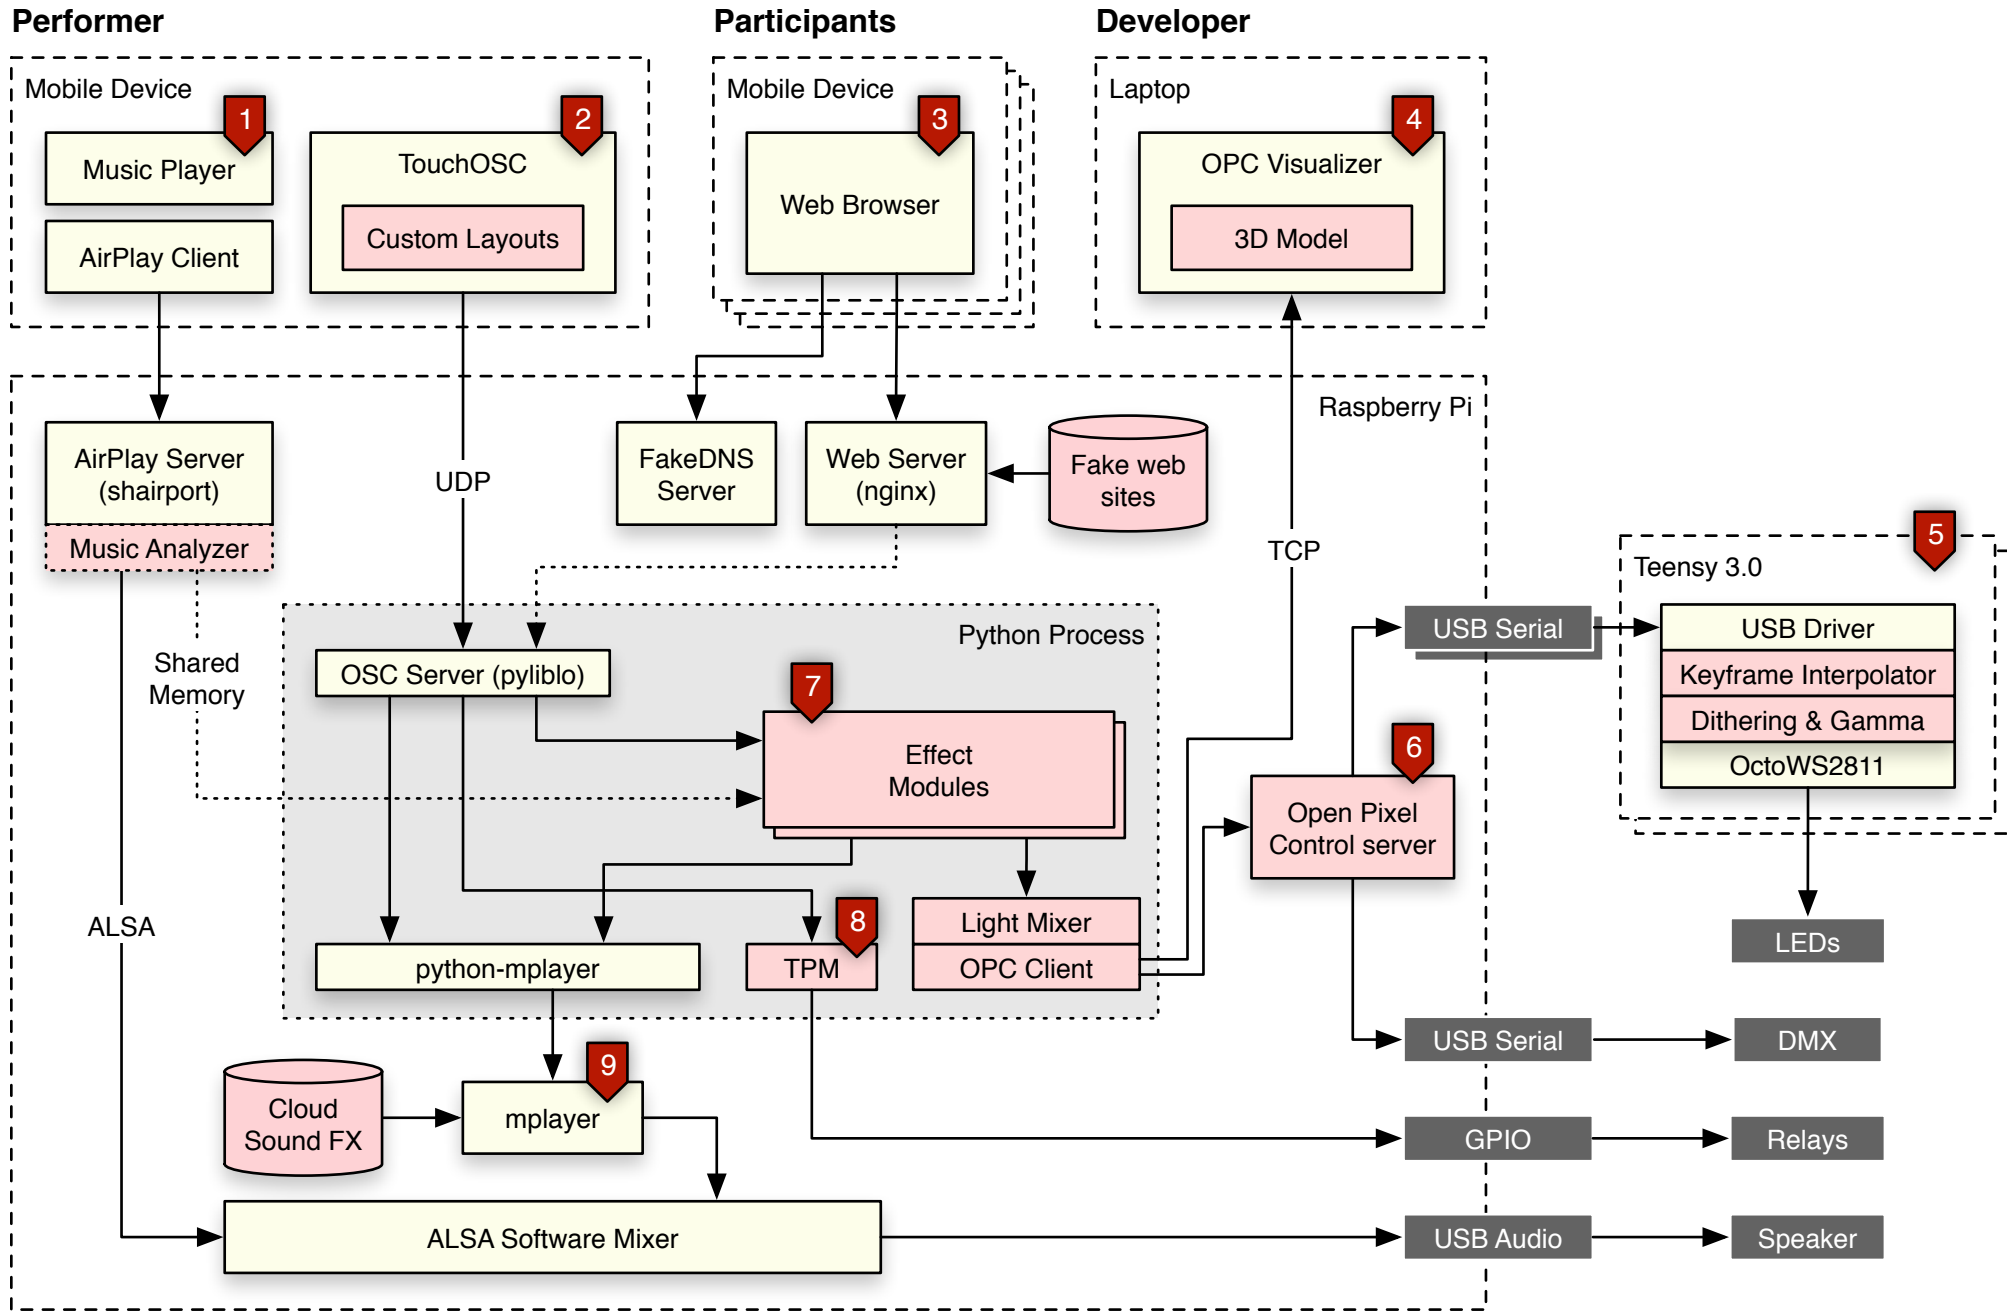 Performer
Participants
Developer
Mobile Device
1
2
Music Player
AirPlay Client
TouchOSC
Custom Layouts
Mobile Device
3
Web Browser
Laptop
4
OPC Visualizer
3D Model
Raspberry Pi
AirPlay Server
(shairport)
Music Analyzer
UDP
FakeDNS
Server
Web Server
(nginx)
Fake web
sites
TCP
5
Teensy 3.0
USB Driver
Keyframe Interpolator
Dithering & Gamma
OctoWS2811
USB Serial
Shared
Memory
Python Process
OSC Server (pyliblo)
7
Effect
Modules
6
Open Pixel
Control server
ALSA
8
Light Mixer
OPC Client
python-mplayer
TPM
LEDs
USB Serial
DMX
9
Cloud
Sound FX
mplayer
GPIO
Relays
ALSA Software Mixer
USB Audio
Speaker